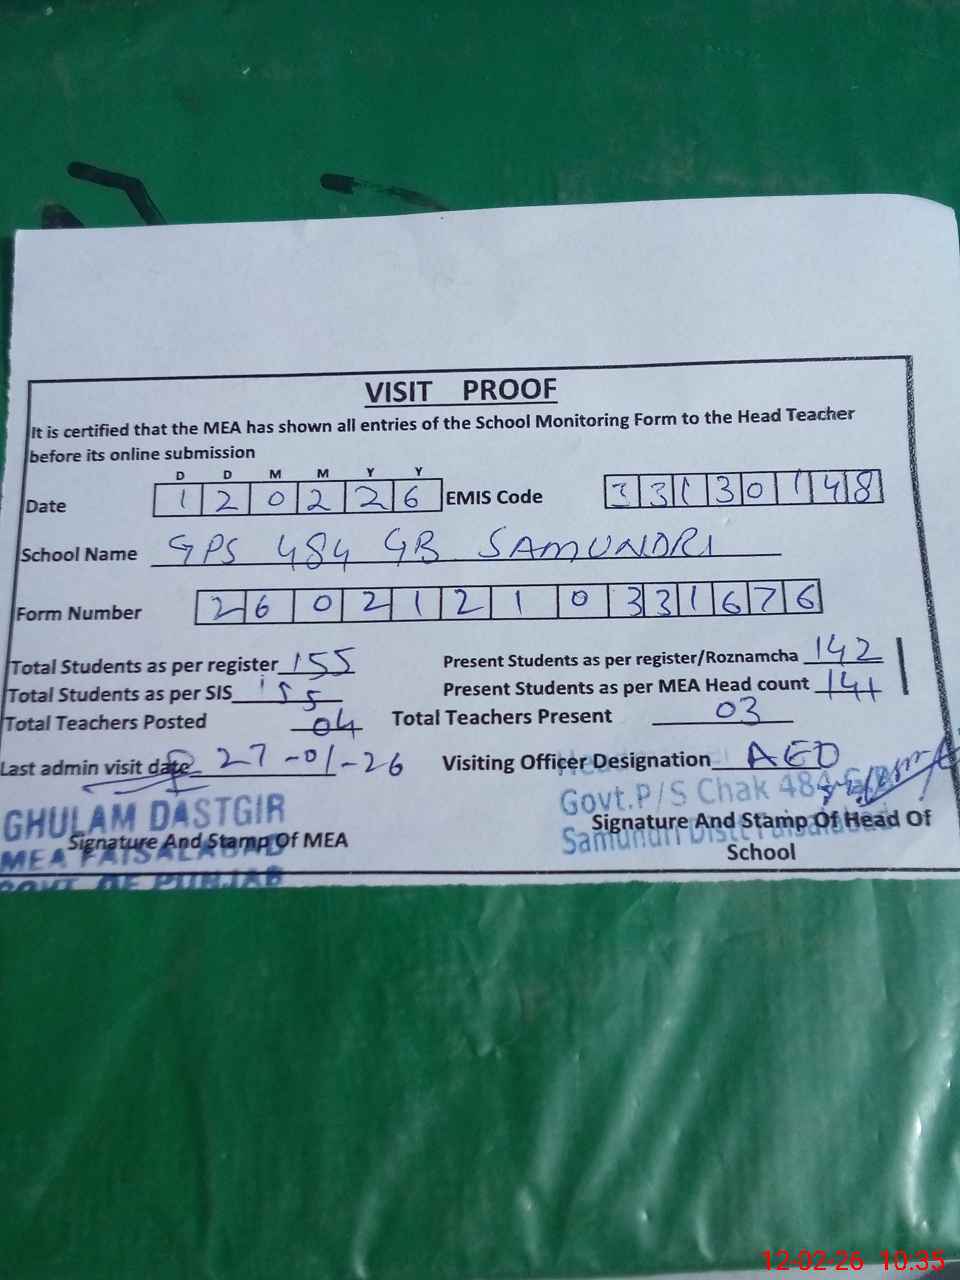 VISIT PROOF
It is certified that the MEA has shown all entries of the School Monitoring Form to the Head Teacher
before its online submission
D D M M Y Y
Date 1 2 0 2 2 6 EMIS Code 3 3 1 3 0 1 4 8
School Name GPS 484 GB SAMUNDRI
Form Number 2 6 0 2 1 2 1 0 3 3 1 6 7 6
Total Students as per register 155 Present Students as per register/Roznamcha 142
Total Students as per SIS 155 Present Students as per MEA Head count 141
Total Teachers Posted 04 Total Teachers Present 03
Last admin visit date 27-01-26 Visiting Officer Designation AEO
GHULAM DASTGIR Govt.P/S Chak 484
Signature And Stamp Of MEA Signature And Stamp Of Head Of
MEA FAISALABAD Samundri Distt Faisalabad
School
GOVT. OF PUNJAB
12-02-26 10:35